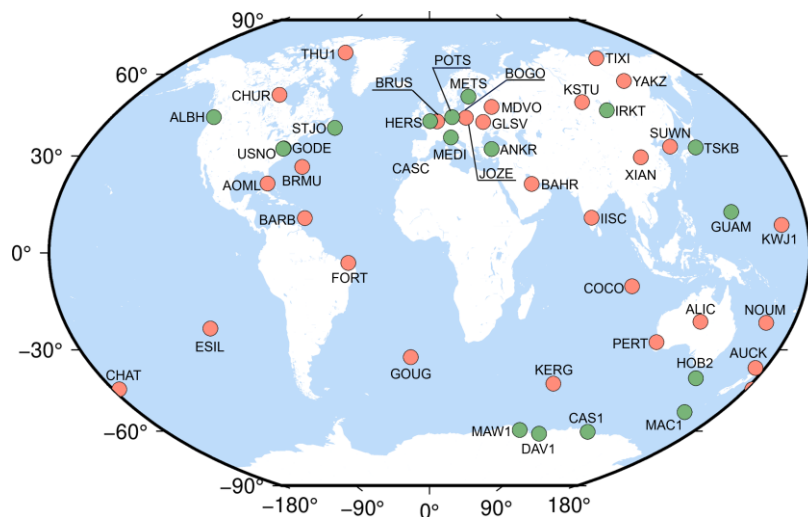 90°
POTS
THU1
TIXI
60°
BRUS
BOGO
METS
YAKZ
KSTU
CHUR
MDVO
ALBH
HERS
GLSV
IRKT
STJO
SUWN
USNO
GODE
MEDI
ANKR
TSKB
30°
CASC
XIAN
BRMU
JOZE
AOML
BAHR
BARB
IISC
GUAM
KWJ1
0°
FORT
COCO
ALIC
NOUM
ESIL
PERT
−30°
AUCK
HOB2
CHAT
GOUG
KERG
MAC1
CAS1
MAW1
−60°
DAV1
−90°
−180°
−90°
0°
90°
180°